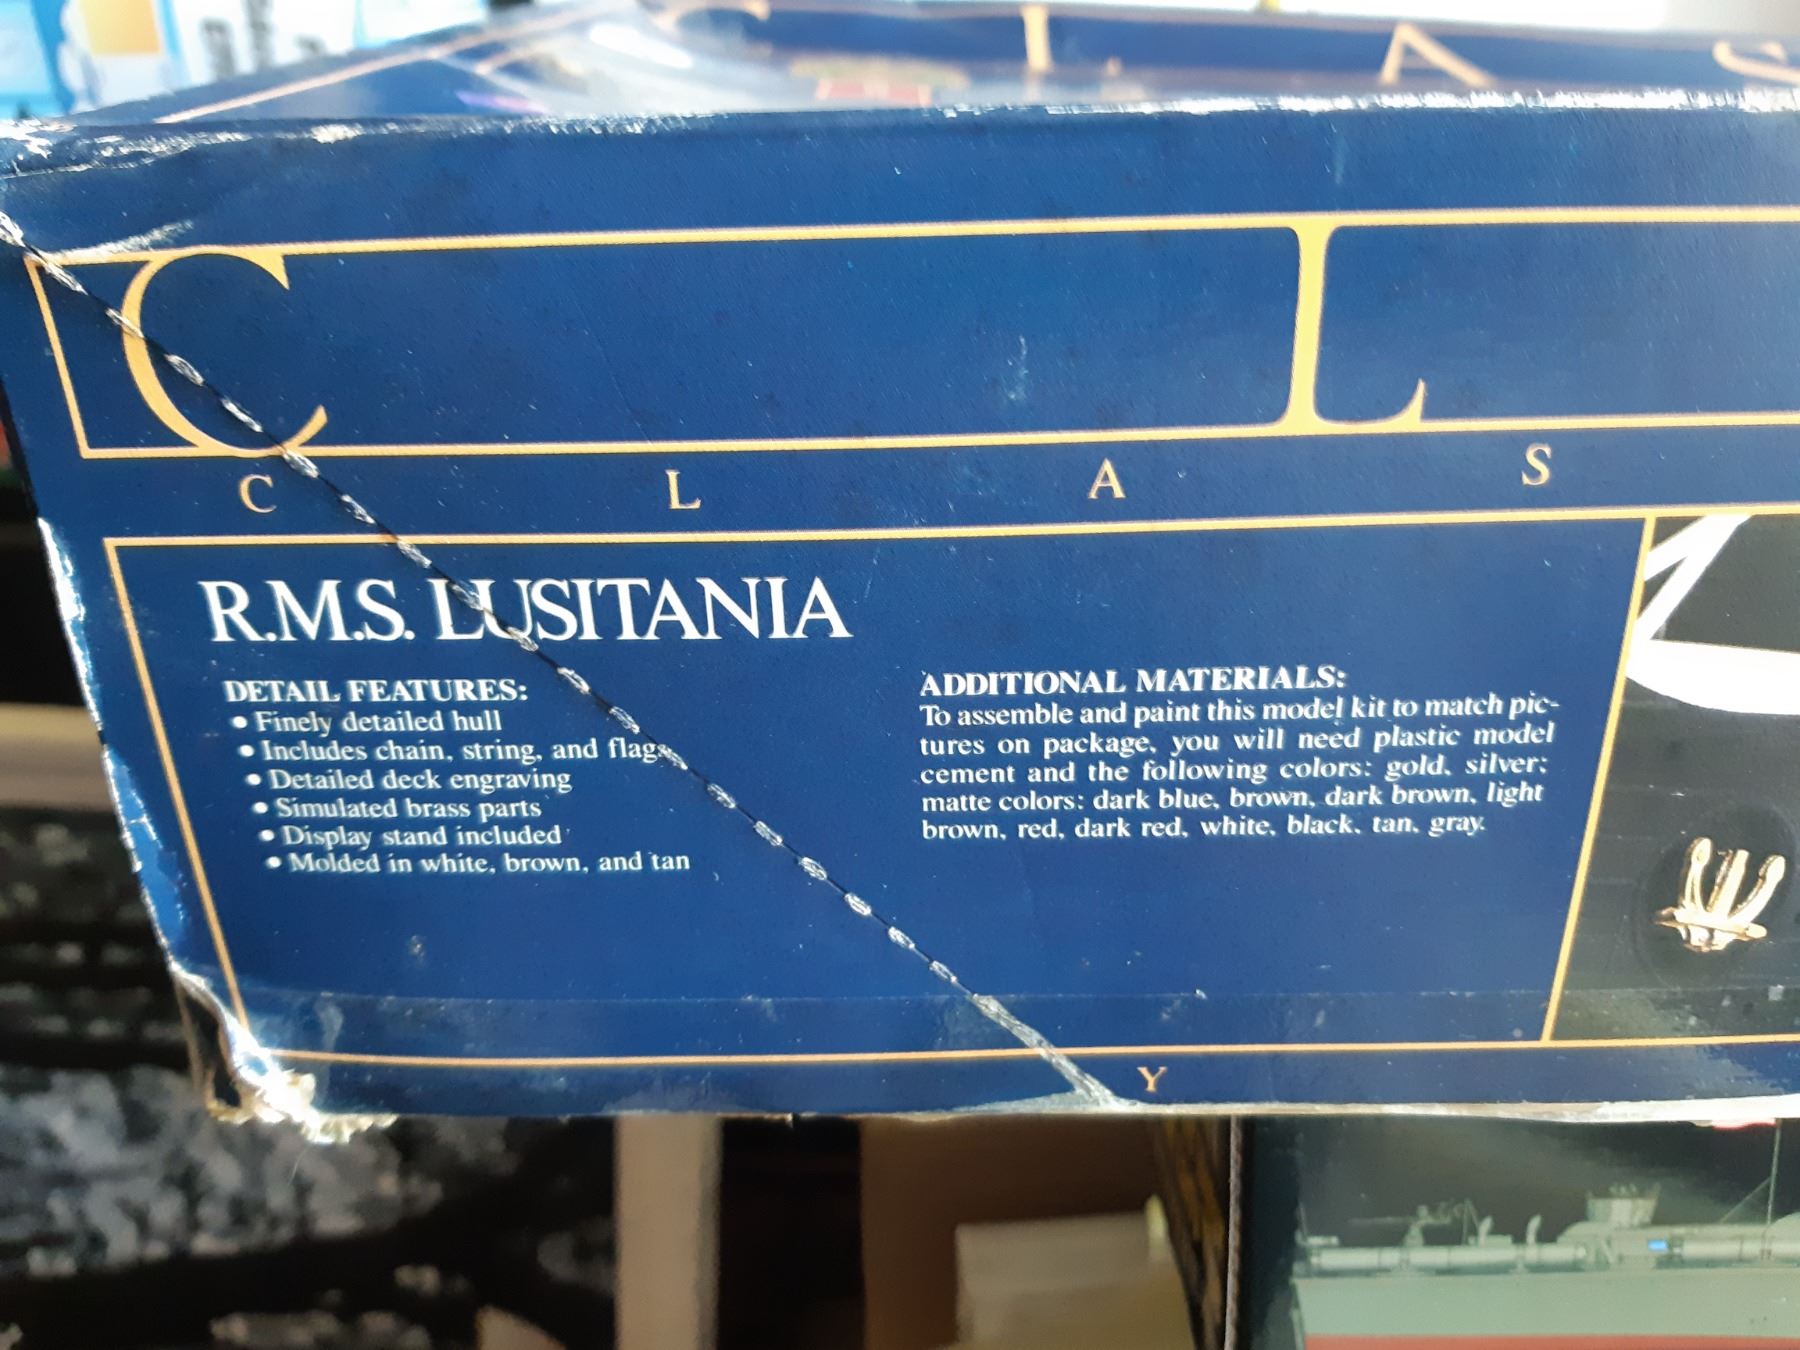 C L A S
C L
C L A S
R.M.S. LUSITANIA
DETAIL FEATURES:
• Finely detailed hull
• Includes chain, string, and flags
• Detailed deck engraving
• Simulated brass parts
• Display stand included
• Molded in white, brown, and tan
ADDITIONAL MATERIALS:
To assemble and paint this model kit to match pic-
tures on package, you will need plastic model
cement and the following colors: gold, silver;
matte colors: dark blue, brown, dark brown, light
brown, red, dark red, white, black, tan, gray.
Y